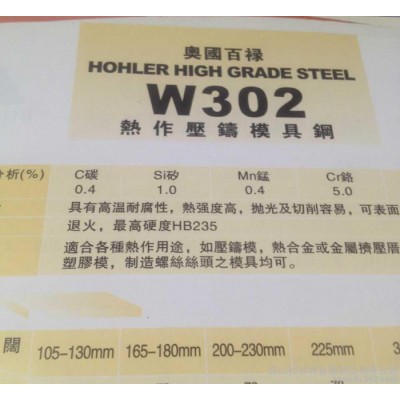 奧國百祿
HOHLER HIGH GRADE STEEL
W302
熱作壓鑄模具鋼
分析(%) C碳 Si矽 Mn錳 Cr鉻
0.4 1.0 0.4 5.0
具有高溫耐腐性，熱強度高，抛光及切削容易，可表面
退火，最高硬度HB235
適合各種熱作用途，如壓鑄模，熱合金或金屬擠壓
塑膠模，制造螺絲絲頭之模具均可。
闊 105-130mm 165-180mm 200-230mm 225mm 3